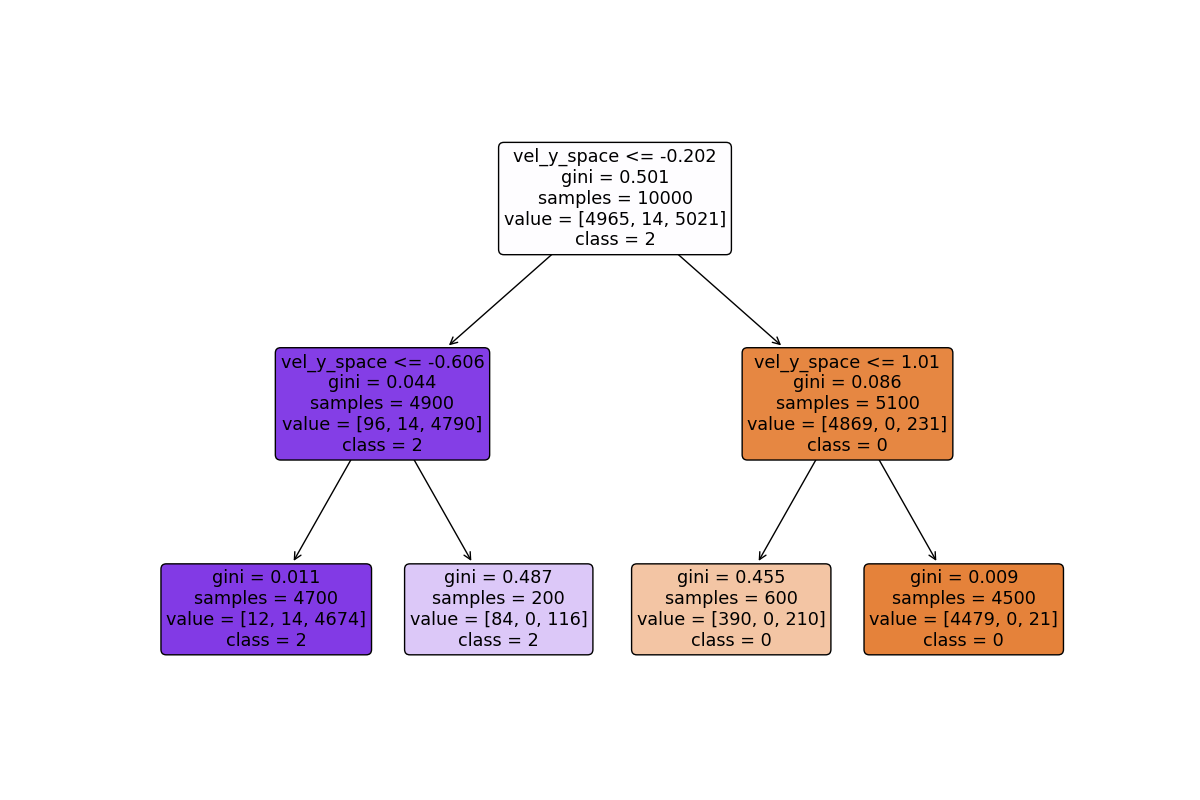 vel_y_space <= -0.202
gini = 0.501
samples = 10000
value = [4965, 14, 5021]
class = 2
vel_y_space <= -0.606
gini = 0.044
samples = 4900
value = [96, 14, 4790]
class = 2
vel_y_space <= 1.01
gini = 0.086
samples = 5100
value = [4869, 0, 231]
class = 0
gini = 0.011
samples = 4700
value = [12, 14, 4674]
class = 2
gini = 0.487
samples = 200
value = [84, 0, 116]
class = 2
gini = 0.455
samples = 600
value = [390, 0, 210]
class = 0
gini = 0.009
samples = 4500
value = [4479, 0, 21]
class = 0